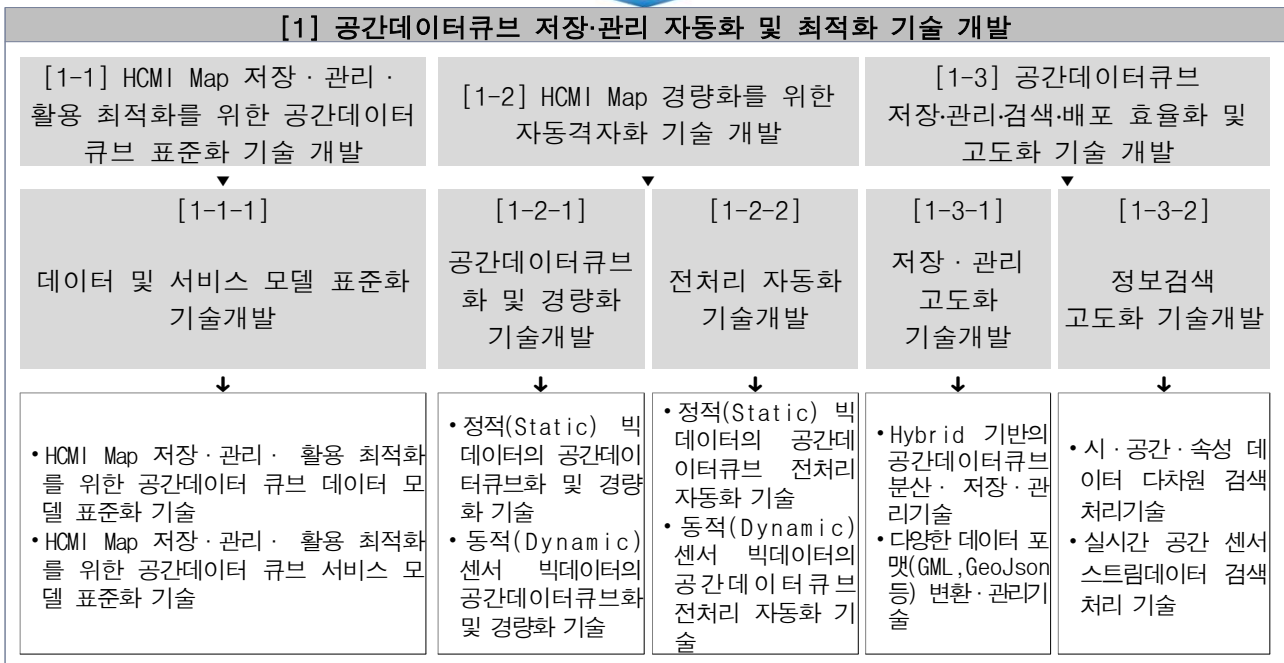 [1] 공간데이터큐브 저장·관리 자동화 및 최적화 기술 개발
[1-1] HCMI Map 저장 · 관리 ·
활용 최적화를 위한 공간데이터
큐브 표준화 기술 개발
[1-2] HCMI Map 경량화를 위한
자동격자화 기술 개발
[1-3] 공간데이터큐브
저장·관리·검색·배포 효율화 및
고도화 기술 개발
▼
▼
▼
[1-1-1]
데이터 및 서비스 모델 표준화
기술개발
[1-2-1]
공간데이터큐브
화 및 경량화
기술개발
[1-2-2]
전처리 자동화
기술개발
[1-3-1]
저장 · 관리
고도화
기술개발
[1-3-2]
정보검색
고도화 기술개발
↓
↓
↓
↓
↓
• HCMI Map 저장 · 관리 · 활용 최적화
를 위한 공간데이터 큐브 데이터 모
델 표준화 기술
• HCMI Map 저장 · 관리 · 활용 최적화
를 위한 공간데이터 큐브 서비스 모
델 표준화 기술
• 정적(Static) 빅
데이터의 공간데이
터큐브화 및 경량
화 기술
• 동적(Dynamic)
센서 빅데이터의
공간데이터큐브화
및 경량화 기술
• 정적(Static) 빅
데이터의 공간데
이터큐브 전처리
자동화 기술
• 동적(Dynamic)
센서 빅데이터의
공간데이터큐브
전처리 자동화 기
술
• Hybrid 기반의
공간데이터큐브
분산 · 저장 · 관
리기술
• 다양한 데이터 포
맷(GML,GeoJson
등) 변환 · 관리기
술
• 시 · 공간 · 속성 데
이터 다차원 검색
처리기술
• 실시간 공간 센서
스트림데이터 검색
처리 기술